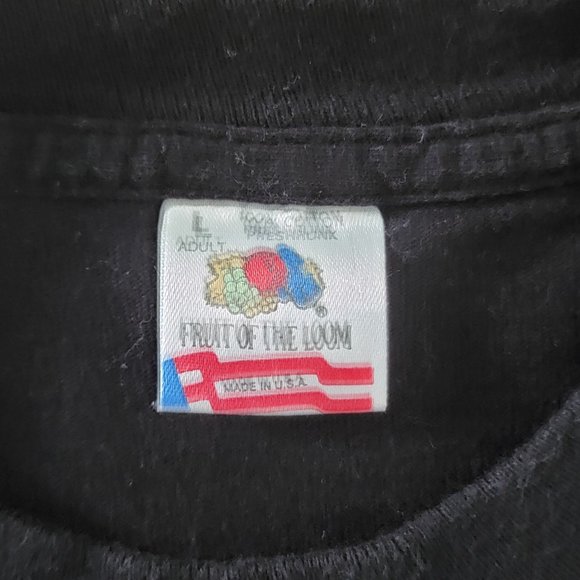 L
100% COTTON
PRESHRUNK
ADULT
®
FRUIT OF THE LOOM
MADE IN U.S.A.